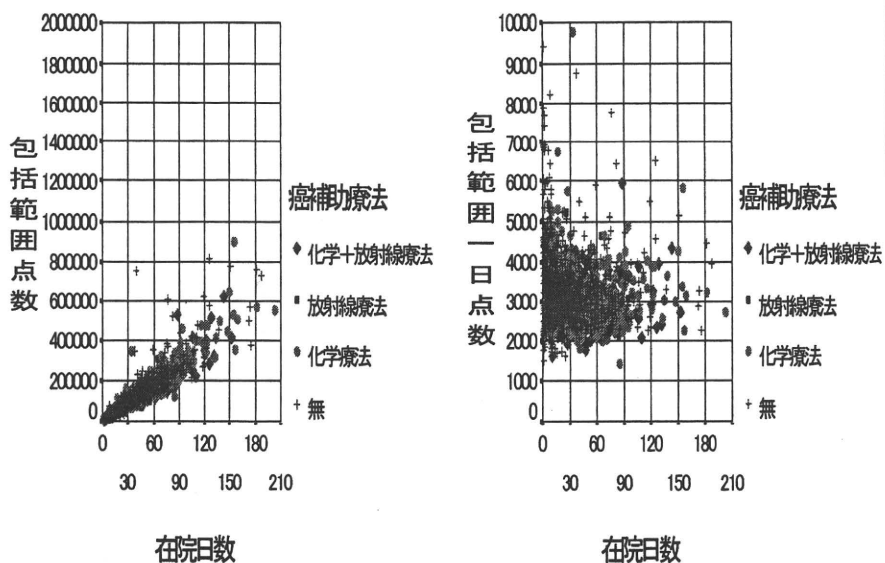 包括範囲点数
2000000
1800000
1600000
1400000
1200000
1000000
800000
600000
400000
200000
0
0 60 120 180
30 90 150 210
在院日数
癌補助療法
化学+放射線療法
放射線療法
化学療法
無
包括範囲一日点数
10000
9000
8000
7000
6000
5000
4000
3000
2000
1000
0
0 60 120 180
30 90 150 210
在院日数
癌補助療法
化学+放射線療法
放射線療法
化学療法
無